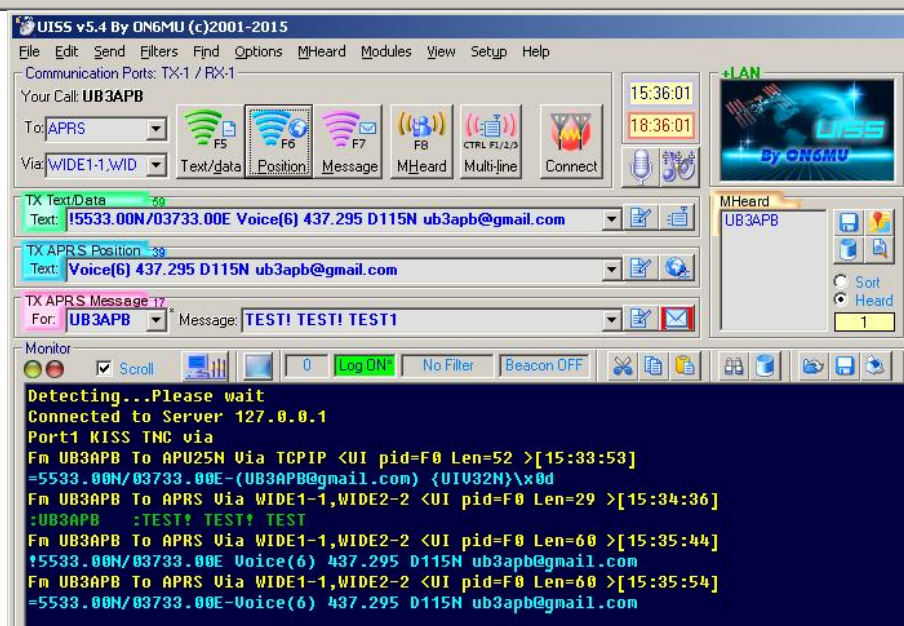 UISS v5.4 By ON6MU (c)2001-2015
File Edit Send Filters Find Options MHeard Modules View Setup Help
Communication Ports: TX-1 / RX-1
Your Call: UB3APB
To: APRS
Via: WIDE1-1,WID
F5
Text/data
F6
Position
F7
Message
F8
MHeard
CTRL F1/2/3
Multi-line
Connect
15:36:01
18:36:01
+LAN
UISS
By ON6MU
TX Text/Data 59
Text: !5533.00N/03733.00E Voice(6) 437.295 D115N ub3apb@gmail.com
TX APRS Position 39
Text: Voice(6) 437.295 D115N ub3apb@gmail.com
TX APRS Message 17
For: UB3APB * Message: TEST! TEST! TEST1
MHeard
UB3APB
Sort
Heard
1
Monitor
Scroll 0 Log ON* No Filter Beacon OFF
Detecting...Please wait
Connected to Server 127.0.0.1
Port1 KISS TNC via
Fm UB3APB To APU25N Via TCPIP <UI pid=F0 Len=52 >[15:33:53]
=5533.00N/03733.00E-(UB3APB@gmail.com) {UIV32N}\x0d
Fm UB3APB To APRS Via WIDE1-1,WIDE2-2 <UI pid=F0 Len=29 >[15:34:36]
:UB3APB   :TEST! TEST! TEST
Fm UB3APB To APRS Via WIDE1-1,WIDE2-2 <UI pid=F0 Len=60 >[15:35:44]
!5533.00N/03733.00E Voice(6) 437.295 D115N ub3apb@gmail.com
Fm UB3APB To APRS Via WIDE1-1,WIDE2-2 <UI pid=F0 Len=60 >[15:35:54]
=5533.00N/03733.00E-Voice(6) 437.295 D115N ub3apb@gmail.com